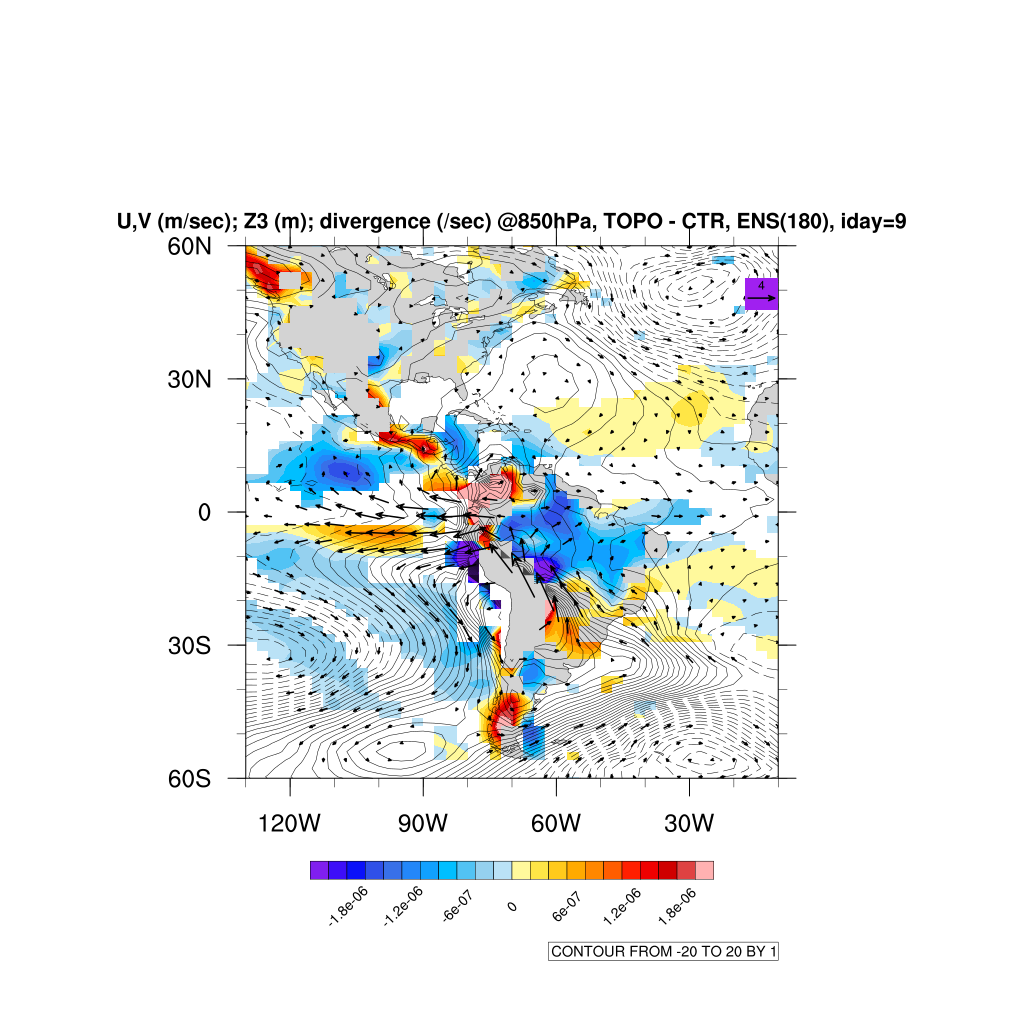 U,V (m/sec); Z3 (m); divergence (/sec) @850hPa, TOPO - CTR, ENS(180), iday=9
60N
4
30N
0
30S
60S
120W 90W 60W 30W
-1.8e-06 -1.2e-06 -6e-07 0 6e-07 1.2e-06 1.8e-06
CONTOUR FROM -20 TO 20 BY 1